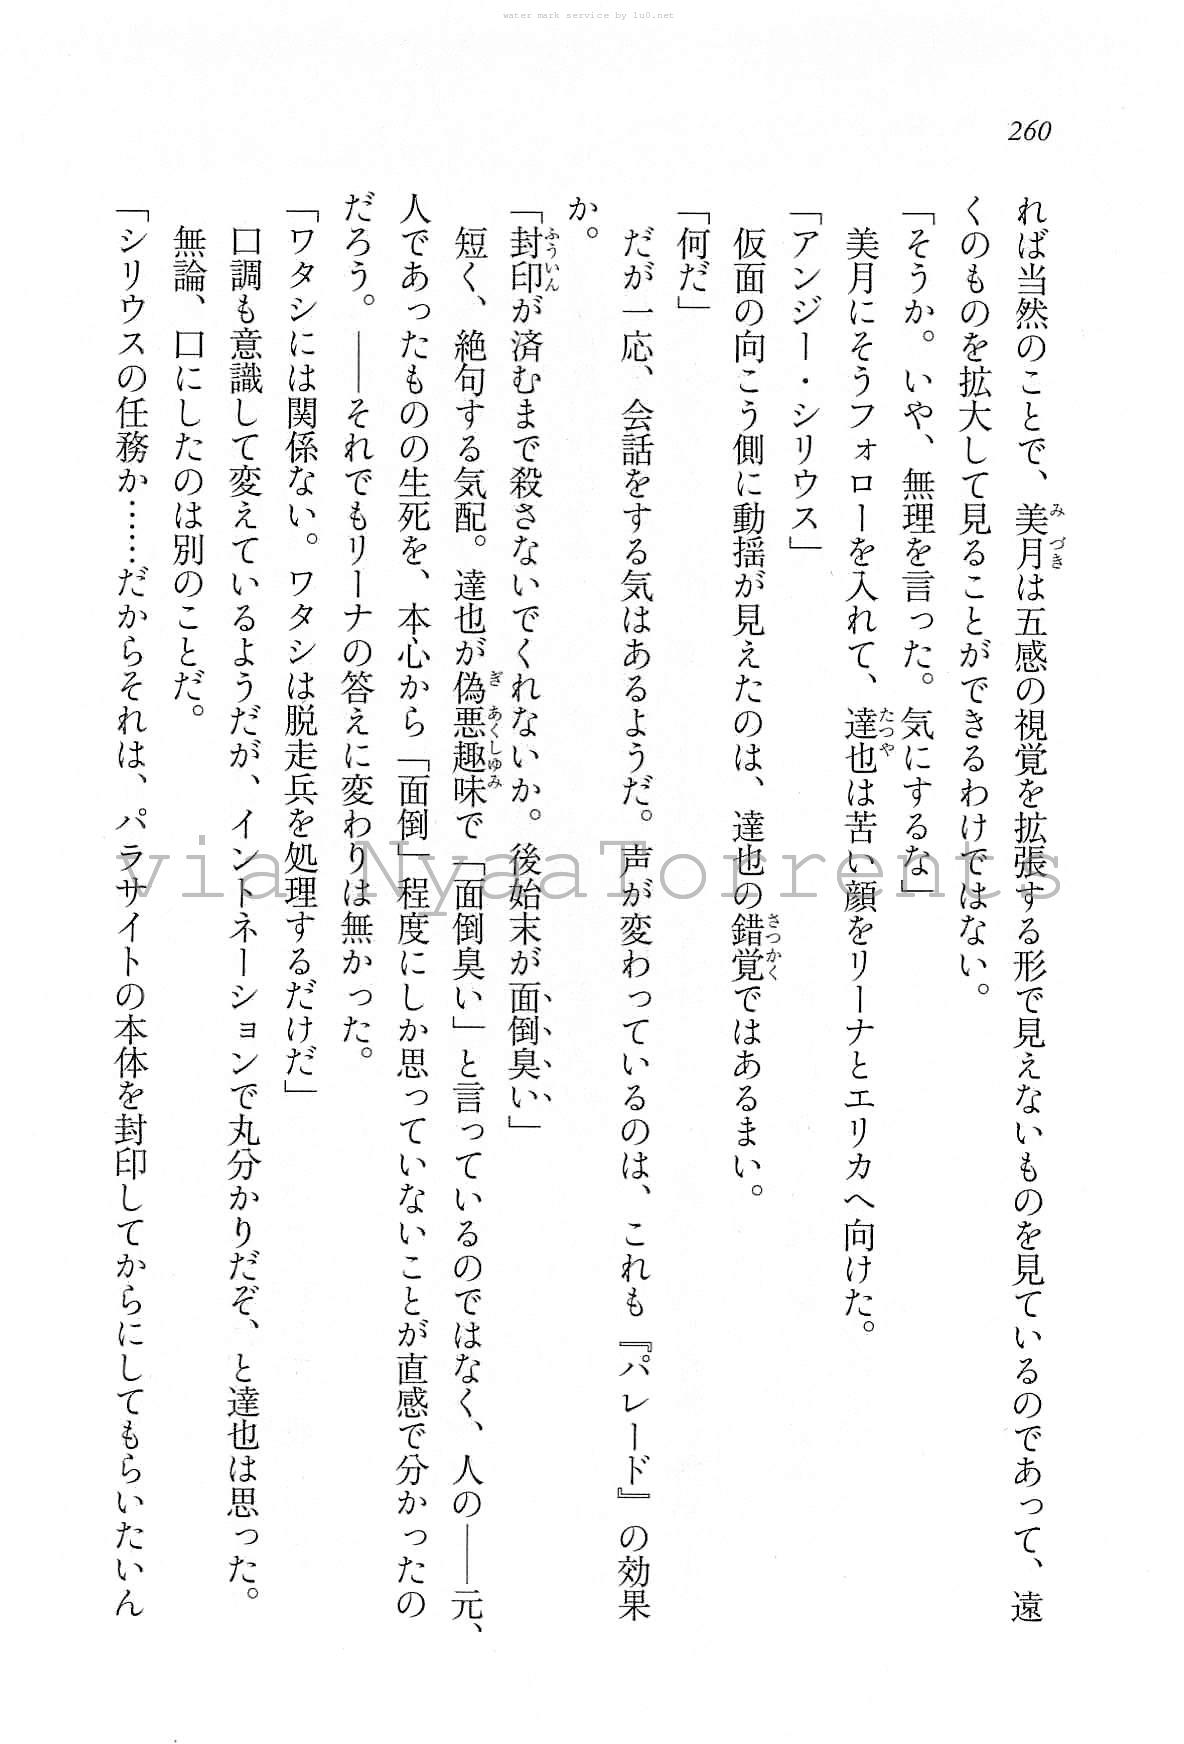 water mark service by lu0.net
260
れば当然のことで、美月は五感の視覚を拡張する形で見えないものを見ているのであって、遠
くのものを拡大して見ることができるわけではない。
「そうか。いや、無理を言った。気にするな」
美月にそうフォローを入れて、達也は苦い顔をリーナとエリカへ向けた。
「アンジー・シリウス」
仮面の向こう側に動揺が見えたのは、達也の錯覚ではあるまい。
「何だ」
だが一応、会話をする気はあるようだ。声が変わっているのは、これも『パレード』の効果
か。
「封印が済むまで殺さないでくれないか。後始末が面倒臭い」
短く、絶句する気配。達也が偽悪趣味で「面倒臭い」と言っているのではなく、人の――元、
人であったものの生死を、本心から「面倒」程度にしか思っていないことが直感で分かったの
だろう。――それでもリーナの答えに変わりは無かった。
「ワタシには関係ない。ワタシは脱走兵を処理するだけだ」
口調も意識して変えているようだが、イントネーションで丸分かりだぞ、と達也は思った。
無論、口にしたのは別のことだ。
「シリウスの任務か……だからそれは、パラサイトの本体を封印してからにしてもらいたいん
via NyaaTorrents